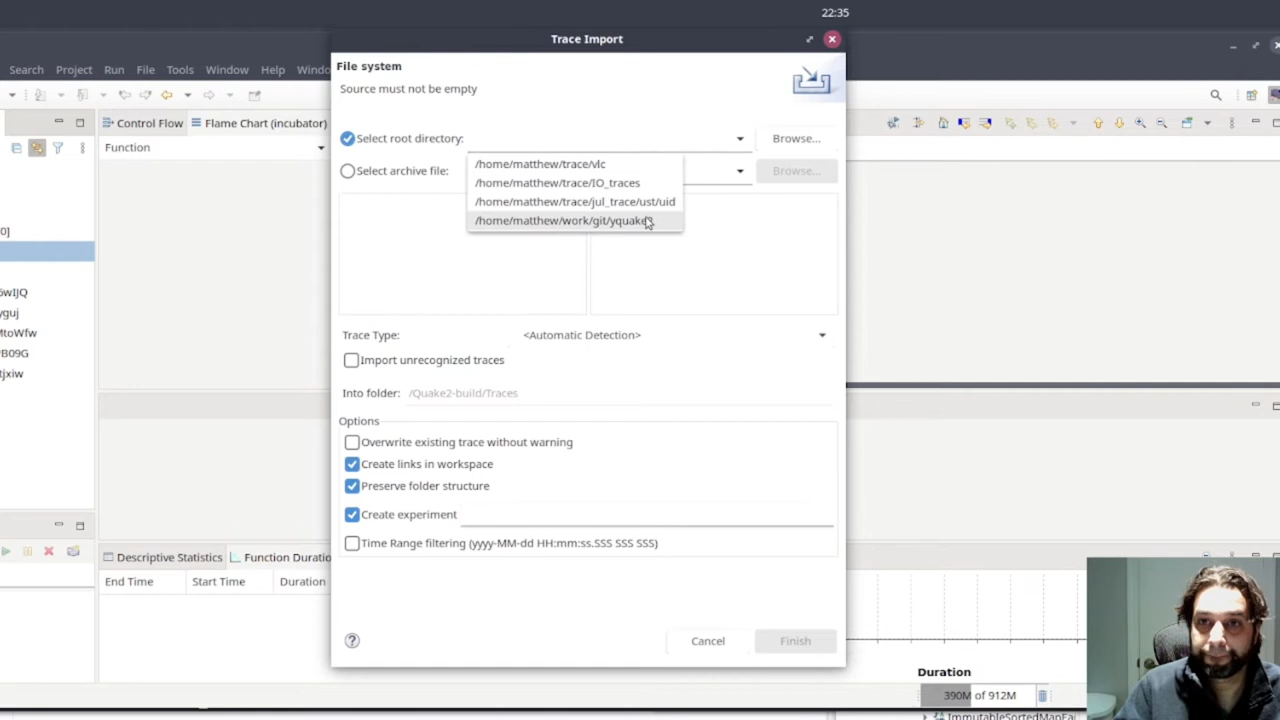 22:35
Trace Import
File system
Source must not be empty
Search Project Run File Tools Window Help
Control Flow
Flame Chart (incubator)
Function
Select root directory:
Browse...
Select archive file:
Browse...
/home/matthew/trace/vlc
/home/matthew/trace/IO_traces
/home/matthew/trace/jul_trace/ust/uid
/home/matthew/work/git/yquake2
Trace Type: <Automatic Detection>
Import unrecognized traces
Into folder: /Quake2-build/Traces
Options
Overwrite existing trace without warning
Create links in workspace
Preserve folder structure
Create experiment
Time Range filtering (yyyy-MM-dd HH:mm:ss.SSS SSS SSS)
Descriptive Statistics
End Time Start Time Duration
Cancel Finish
Duration
390M of 912M